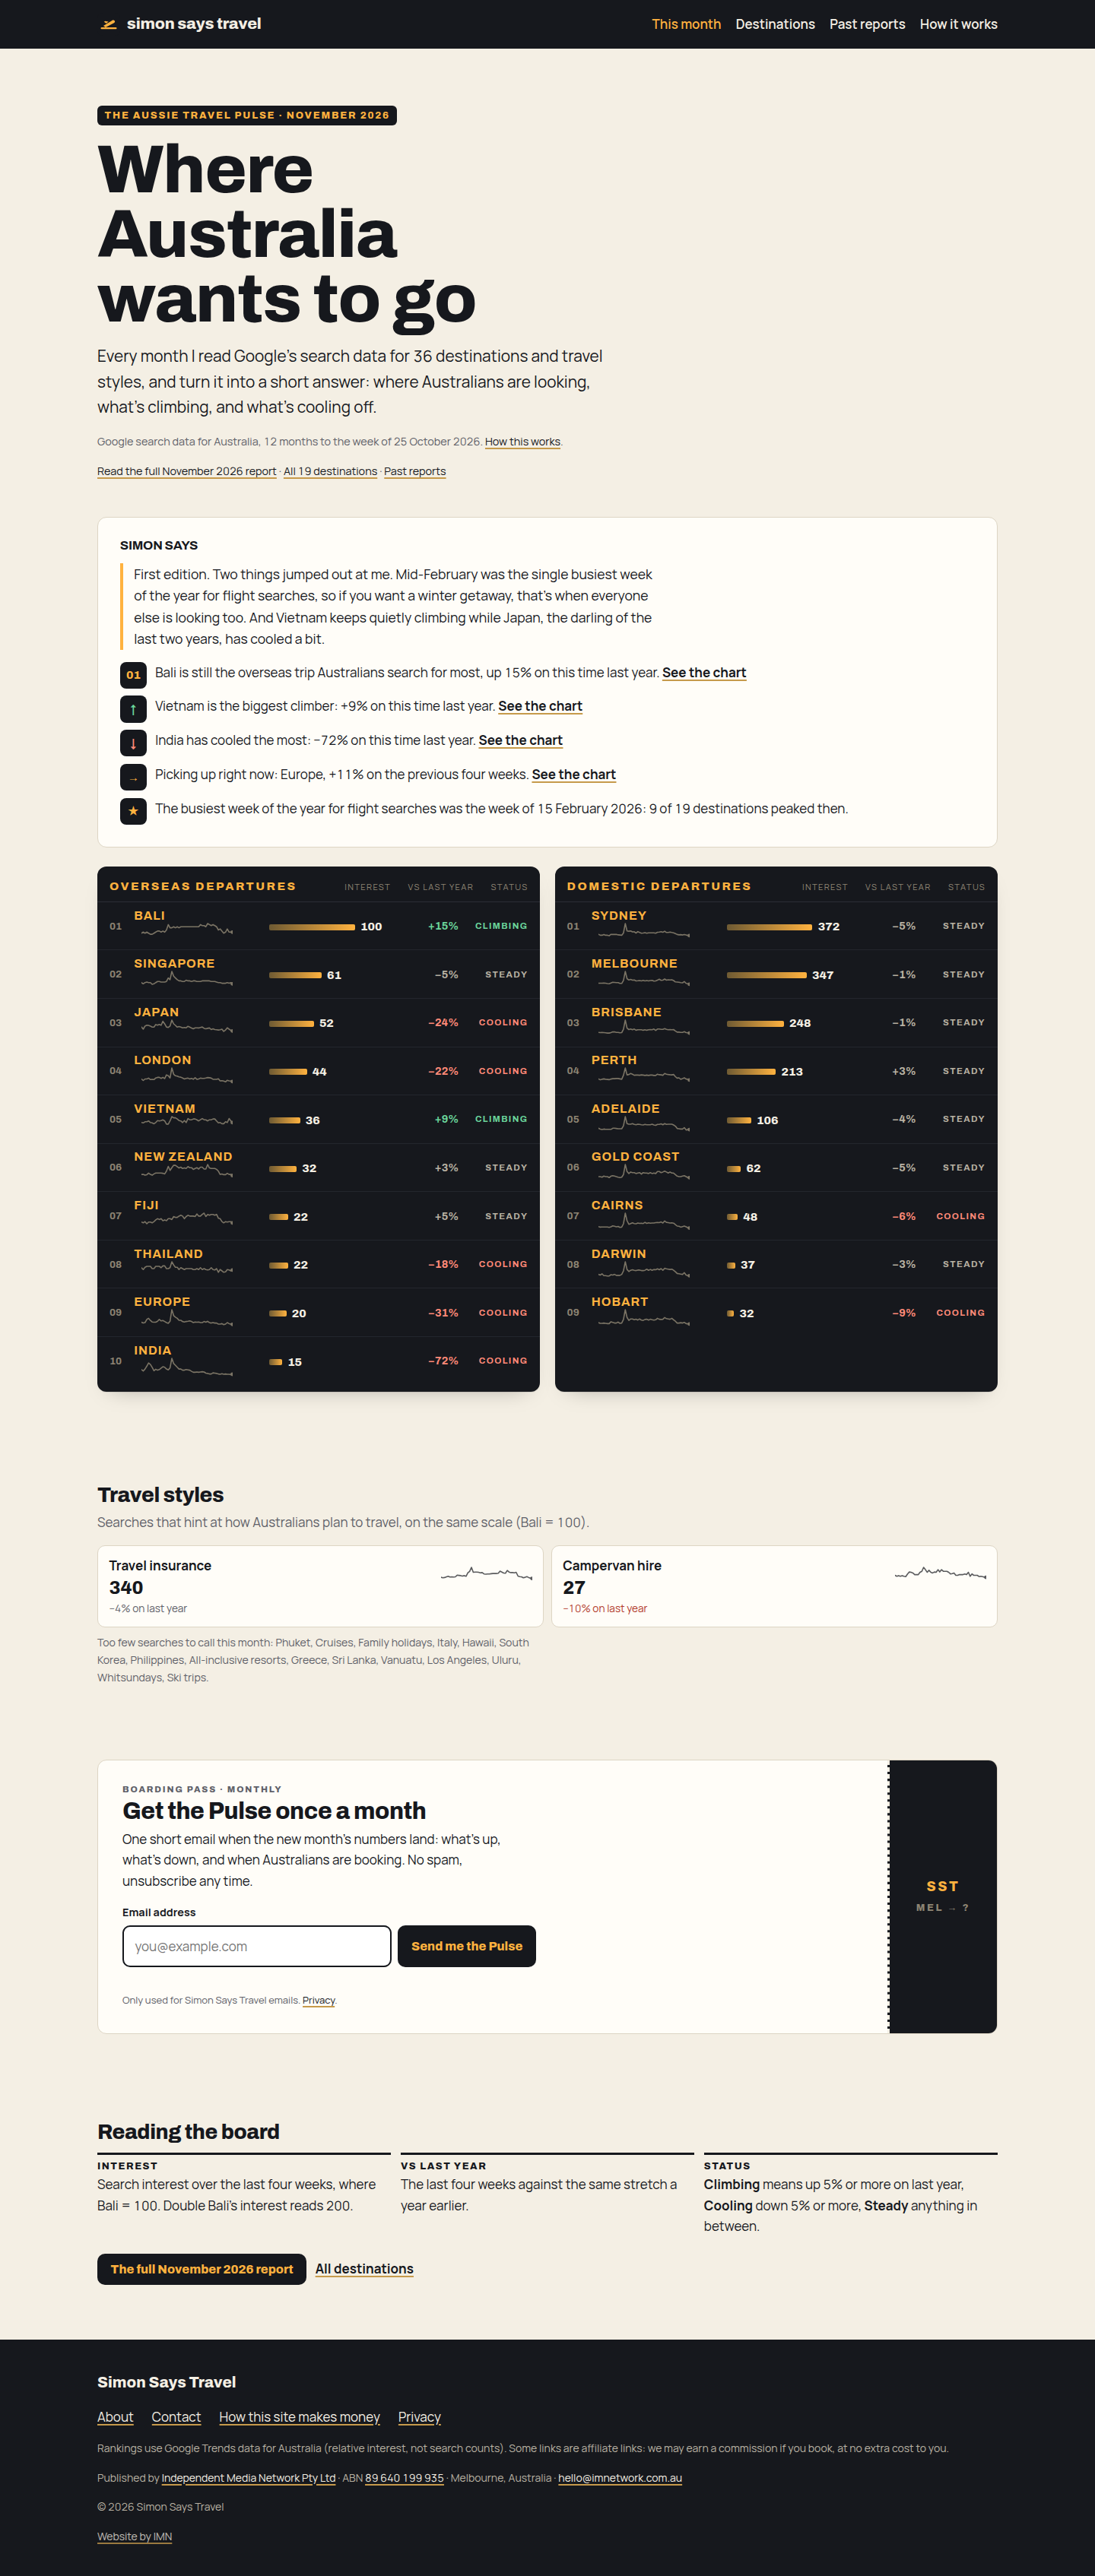 simon says travel
This month Destinations Past reports How it works
THE AUSSIE TRAVEL PULSE · NOVEMBER 2026
Where
Australia
wants to go
Every month I read Google's search data for 36 destinations and travel
styles, and turn it into a short answer: where Australians are looking,
what's climbing, and what's cooling off.
Google search data for Australia, 12 months to the week of 25 October 2026. How this works.
Read the full November 2026 report · All 19 destinations · Past reports
SIMON SAYS
First edition. Two things jumped out at me. Mid-February was the single busiest week
of the year for flight searches, so if you want a winter getaway, that's when everyone
else is looking too. And Vietnam keeps quietly climbing while Japan, the darling of the
last two years, has cooled a bit.
01 Bali is still the overseas trip Australians search for most, up 15% on this time last year. See the chart
↑ Vietnam is the biggest climber: +9% on this time last year. See the chart
↓ India has cooled the most: −72% on this time last year. See the chart
→ Picking up right now: Europe, +11% on the previous four weeks. See the chart
★ The busiest week of the year for flight searches was the week of 15 February 2026: 9 of 19 destinations peaked then.
OVERSEAS DEPARTURES INTEREST VS LAST YEAR STATUS
01 BALI 100 +15% CLIMBING
02 SINGAPORE 61 −5% STEADY
03 JAPAN 52 −24% COOLING
04 LONDON 44 −22% COOLING
05 VIETNAM 36 +9% CLIMBING
06 NEW ZEALAND 32 +3% STEADY
07 FIJI 22 +5% STEADY
08 THAILAND 22 −18% COOLING
09 EUROPE 20 −31% COOLING
10 INDIA 15 −72% COOLING
DOMESTIC DEPARTURES INTEREST VS LAST YEAR STATUS
01 SYDNEY 372 −5% STEADY
02 MELBOURNE 347 −1% STEADY
03 BRISBANE 248 −1% STEADY
04 PERTH 213 +3% STEADY
05 ADELAIDE 106 −4% STEADY
06 GOLD COAST 62 −5% STEADY
07 CAIRNS 48 −6% COOLING
08 DARWIN 37 −3% STEADY
09 HOBART 32 −9% COOLING
Travel styles
Searches that hint at how Australians plan to travel, on the same scale (Bali = 100).
Travel insurance
340
−4% on last year
Campervan hire
27
−10% on last year
Too few searches to call this month: Phuket, Cruises, Family holidays, Italy, Hawaii, South
Korea, Philippines, All-inclusive resorts, Greece, Sri Lanka, Vanuatu, Los Angeles, Uluru,
Whitsundays, Ski trips.
BOARDING PASS · MONTHLY
Get the Pulse once a month
One short email when the new month's numbers land: what's up,
what's down, and when Australians are booking. No spam,
unsubscribe any time.
Email address
you@example.com
Send me the Pulse
Only used for Simon Says Travel emails. Privacy.
SST
MEL → ?
Reading the board
INTEREST
Search interest over the last four weeks, where
Bali = 100. Double Bali's interest reads 200.
VS LAST YEAR
The last four weeks against the same stretch a
year earlier.
STATUS
Climbing means up 5% or more on last year,
Cooling down 5% or more, Steady anything in
between.
The full November 2026 report All destinations
Simon Says Travel
About Contact How this site makes money Privacy
Rankings use Google Trends data for Australia (relative interest, not search counts). Some links are affiliate links: we may earn a commission if you book, at no extra cost to you.
Published by Independent Media Network Pty Ltd · ABN 89 640 199 935 · Melbourne, Australia · hello@imnetwork.com.au
© 2026 Simon Says Travel
Website by IMN